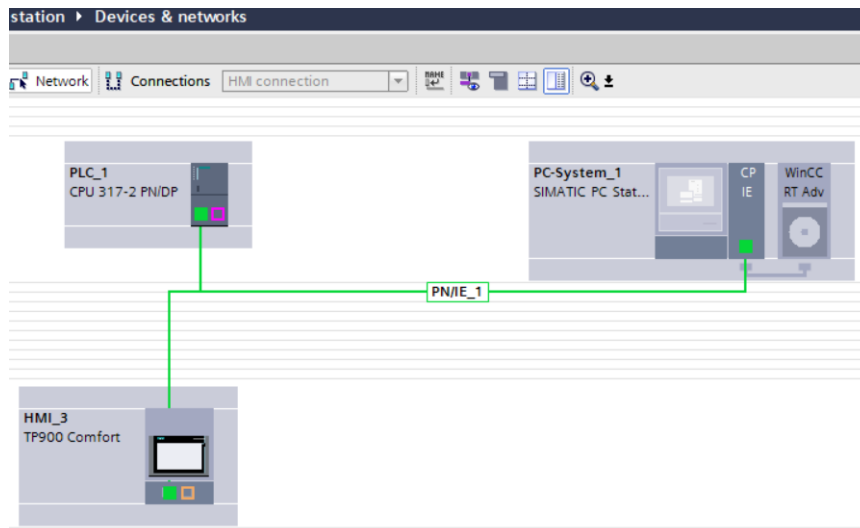 station ▸ Devices & networks
Network Connections HMI connection
PLC_1
CPU 317-2 PN/DP
PC-System_1
SIMATIC PC Stat...
CP
IE
WinCC
RT Adv
PN/IE_1
HMI_3
TP900 Comfort